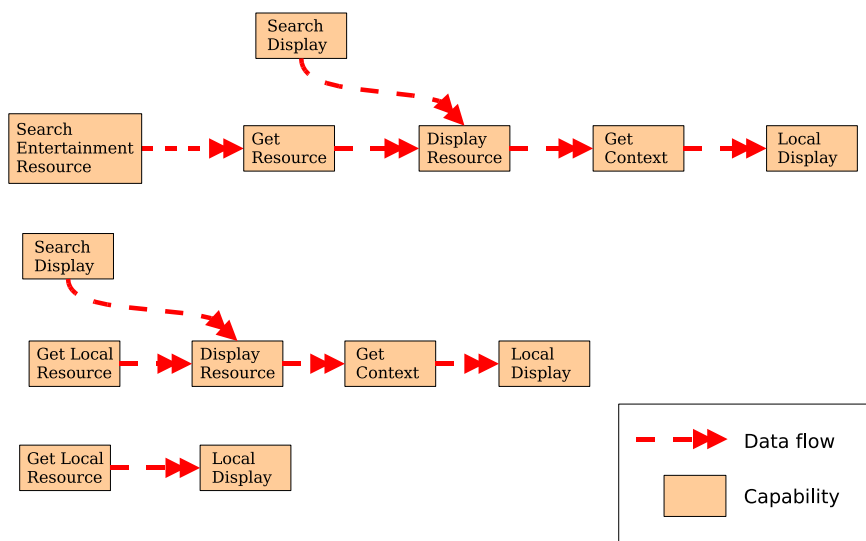 Search
Display
Search
Entertainment
Resource
Get
Resource
Display
Resource
Get
Context
Local
Display
Search
Display
Get Local
Resource
Display
Resource
Get
Context
Local
Display
Get Local
Resource
Local
Display
Data flow
Capability